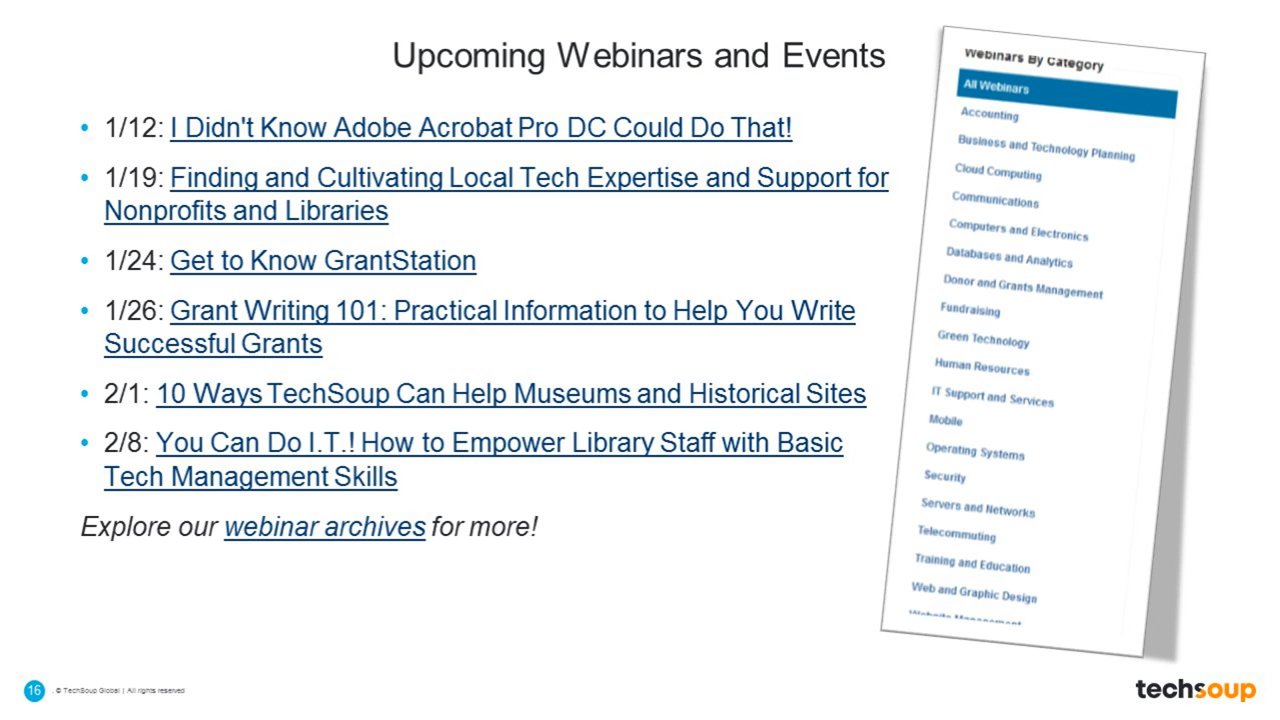 Upcoming Webinars and Events
• 1/12: I Didn't Know Adobe Acrobat Pro DC Could Do That!
• 1/19: Finding and Cultivating Local Tech Expertise and Support for
Nonprofits and Libraries
• 1/24: Get to Know GrantStation
• 1/26: Grant Writing 101: Practical Information to Help You Write
Successful Grants
• 2/1: 10 Ways TechSoup Can Help Museums and Historical Sites
• 2/8: You Can Do I.T.! How to Empower Library Staff with Basic
Tech Management Skills
Explore our webinar archives for more!
Webinars By Category
All Webinars
Accounting
Business and Technology Planning
Cloud Computing
Communications
Computers and Electronics
Databases and Analytics
Donor and Grants Management
Fundraising
Green Technology
Human Resources
IT Support and Services
Mobile
Operating Systems
Security
Servers and Networks
Telecommuting
Training and Education
Web and Graphic Design
Website Management
16 . © TechSoup Global | All rights reserved
techsoup